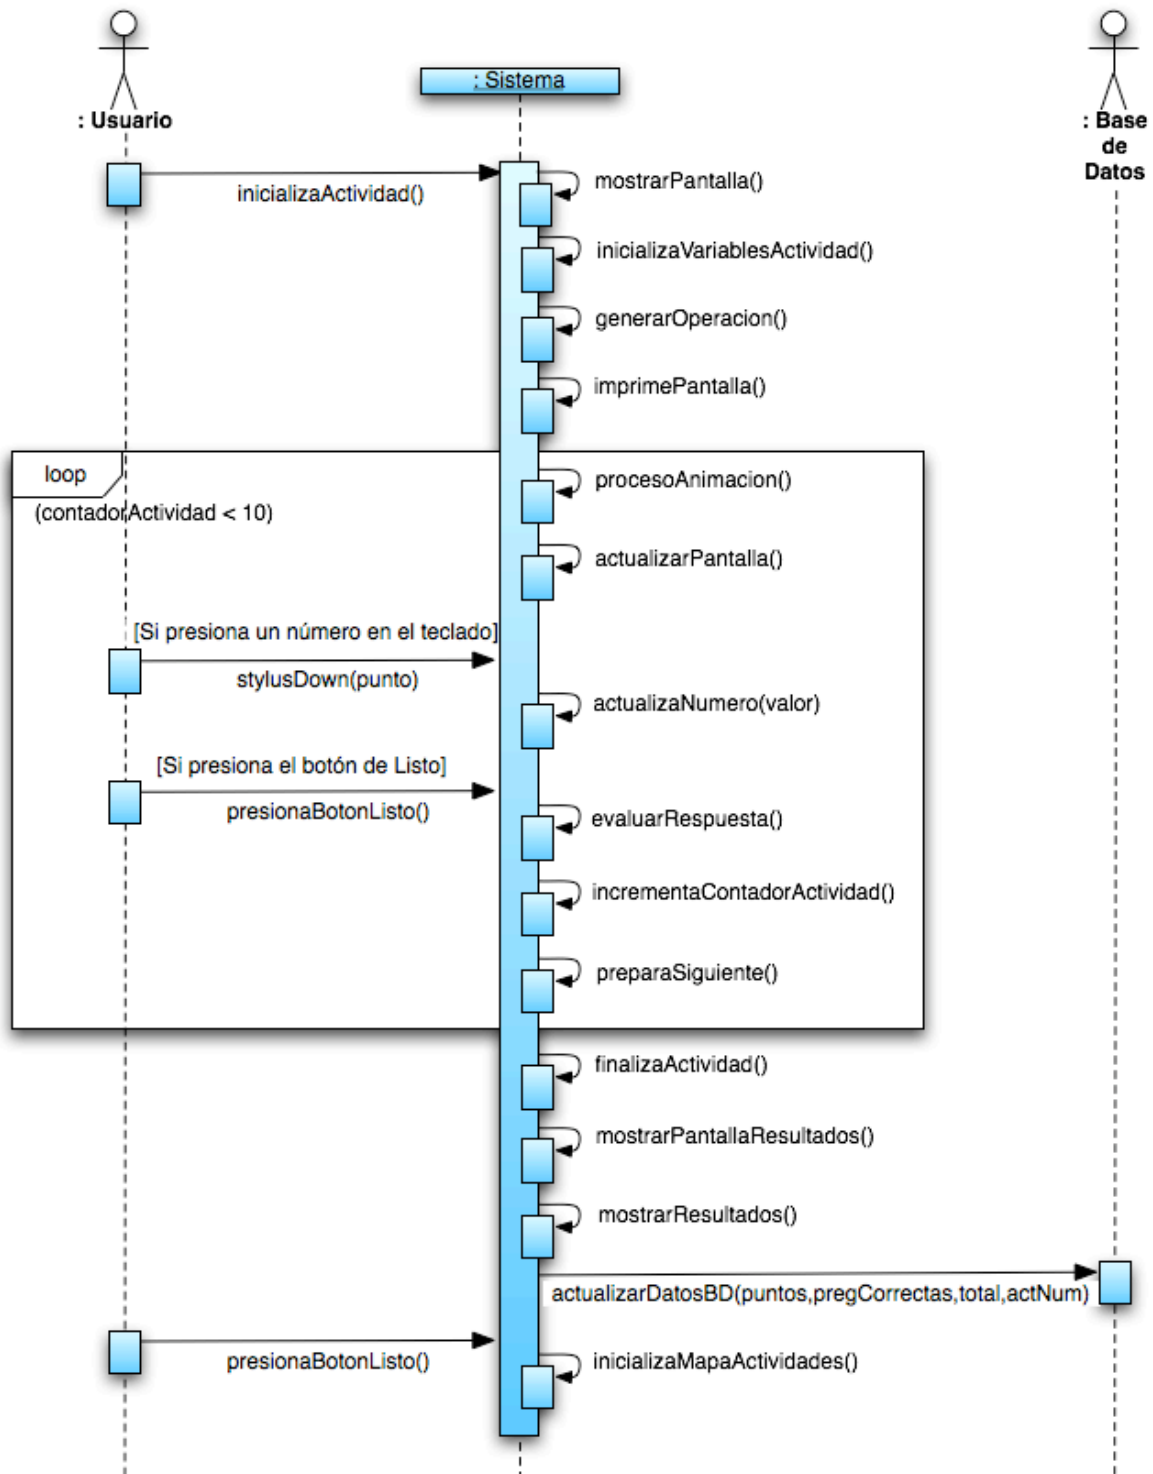 : Usuario
: Sistema
: Base
de
Datos
inicializaActividad()
mostrarPantalla()
inicializaVariablesActividad()
generarOperacion()
imprimePantalla()
loop
(contadorActividad < 10)
procesoAnimacion()
actualizarPantalla()
[Si presiona un número en el teclado]
stylusDown(punto)
actualizaNumero(valor)
[Si presiona el botón de Listo]
presionaBotonListo()
evaluarRespuesta()
incrementaContadorActividad()
preparaSiguiente()
finalizaActividad()
mostrarPantallaResultados()
mostrarResultados()
actualizarDatosBD(puntos,pregCorrectas,total,actNum)
presionaBotonListo()
inicializaMapaActividades()